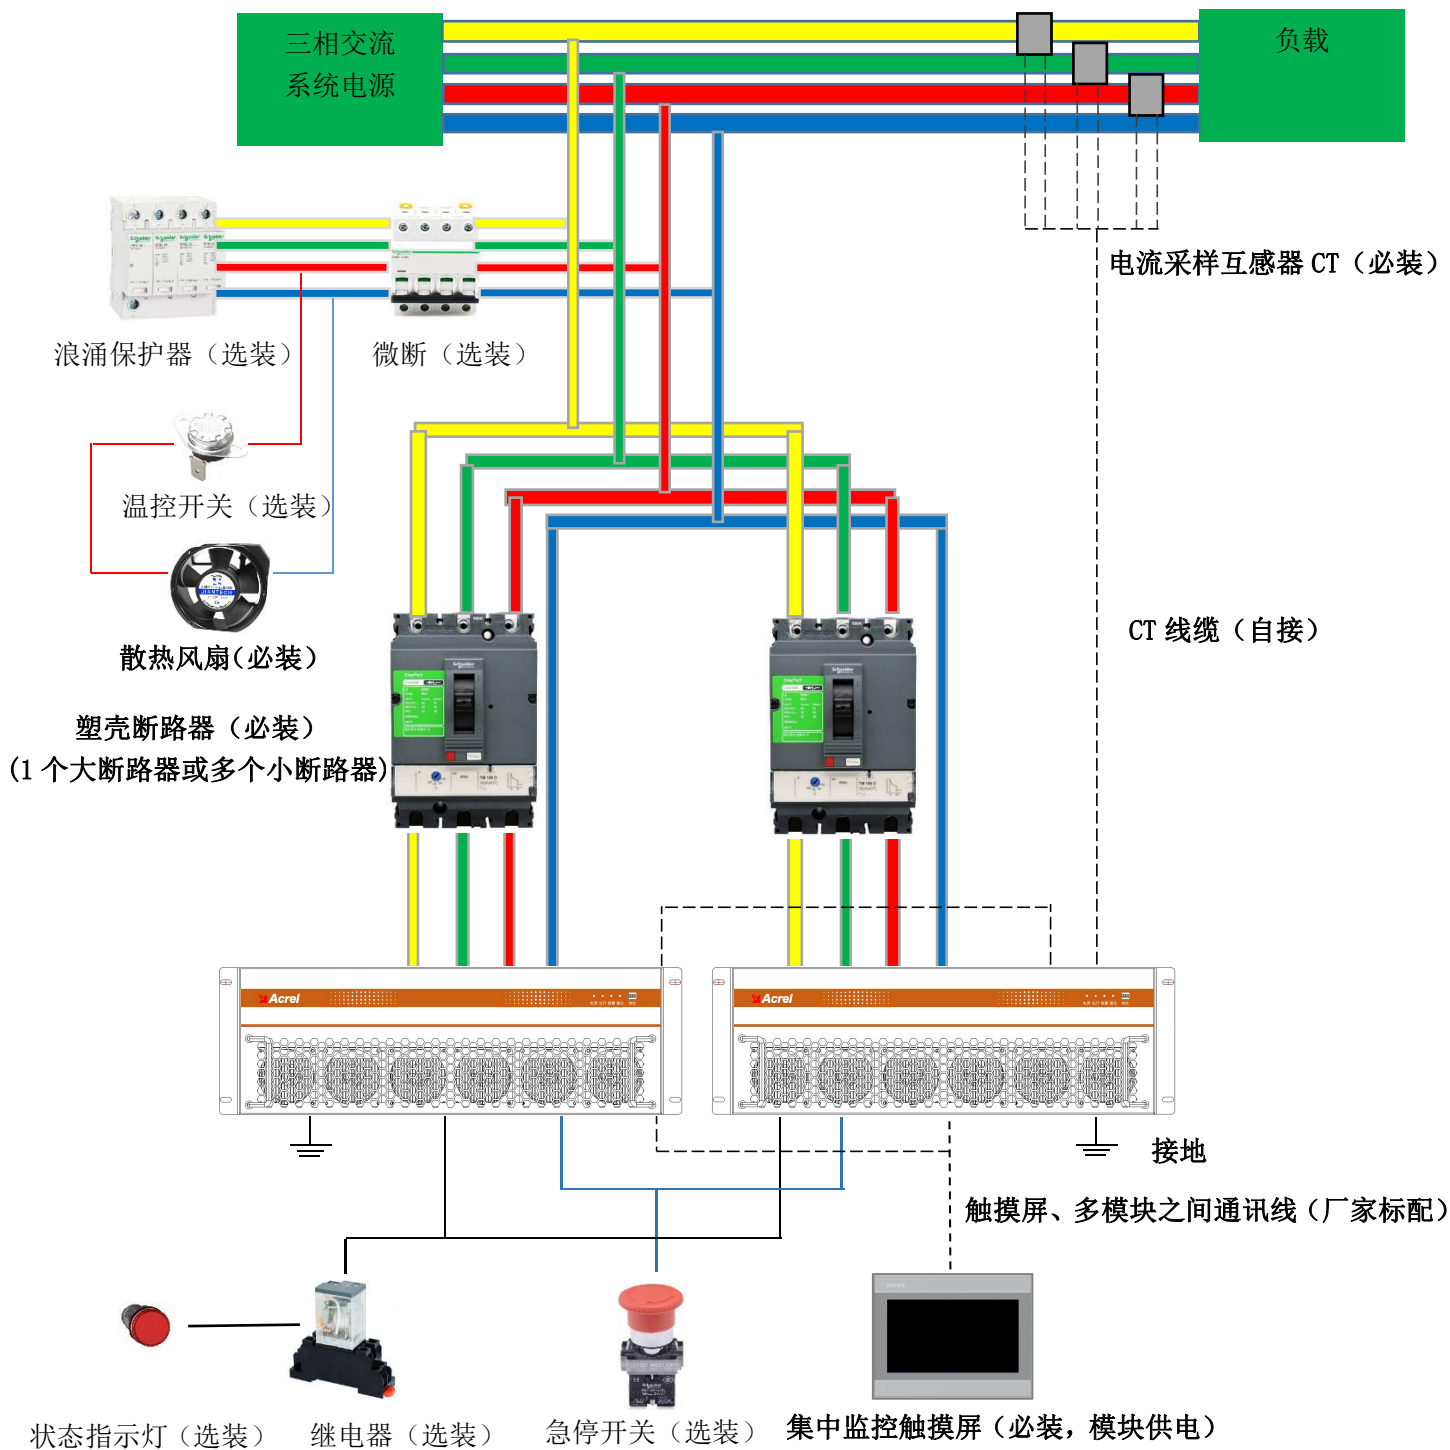 三相交流
系统电源
负载
电流采样互感器 CT（必装）
浪涌保护器（选装）
微断（选装）
温控开关（选装）
JIANTECH
散热风扇(必装）
CT 线缆（自接）
塑壳断路器（必装）
(1 个大断路器或多个小断路器)
Acrel
Acrel
接地
触摸屏、多模块之间通讯线（厂家标配）
状态指示灯（选装）
继电器（选装）
急停开关（选装）
集中监控触摸屏（必装，模块供电）